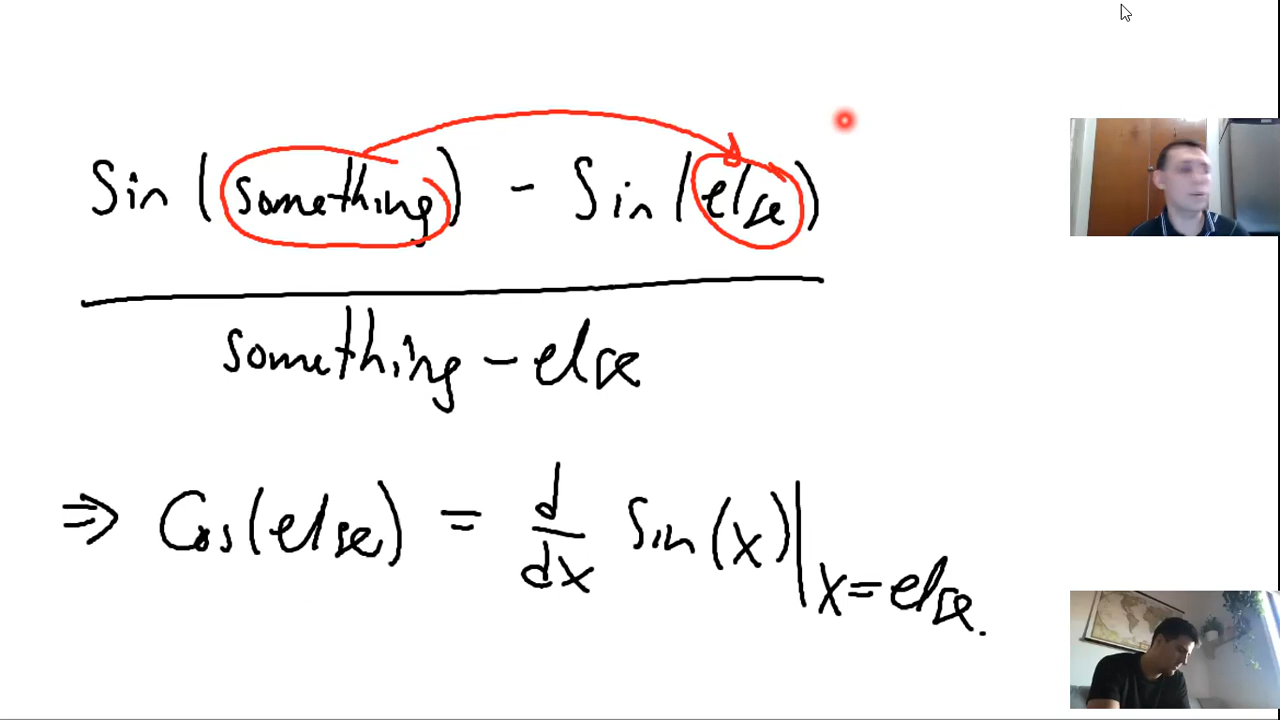 Sin(something) - Sin(else)
something - else
⇒ Cos(else) = d/dx Sin(x)|x=else.